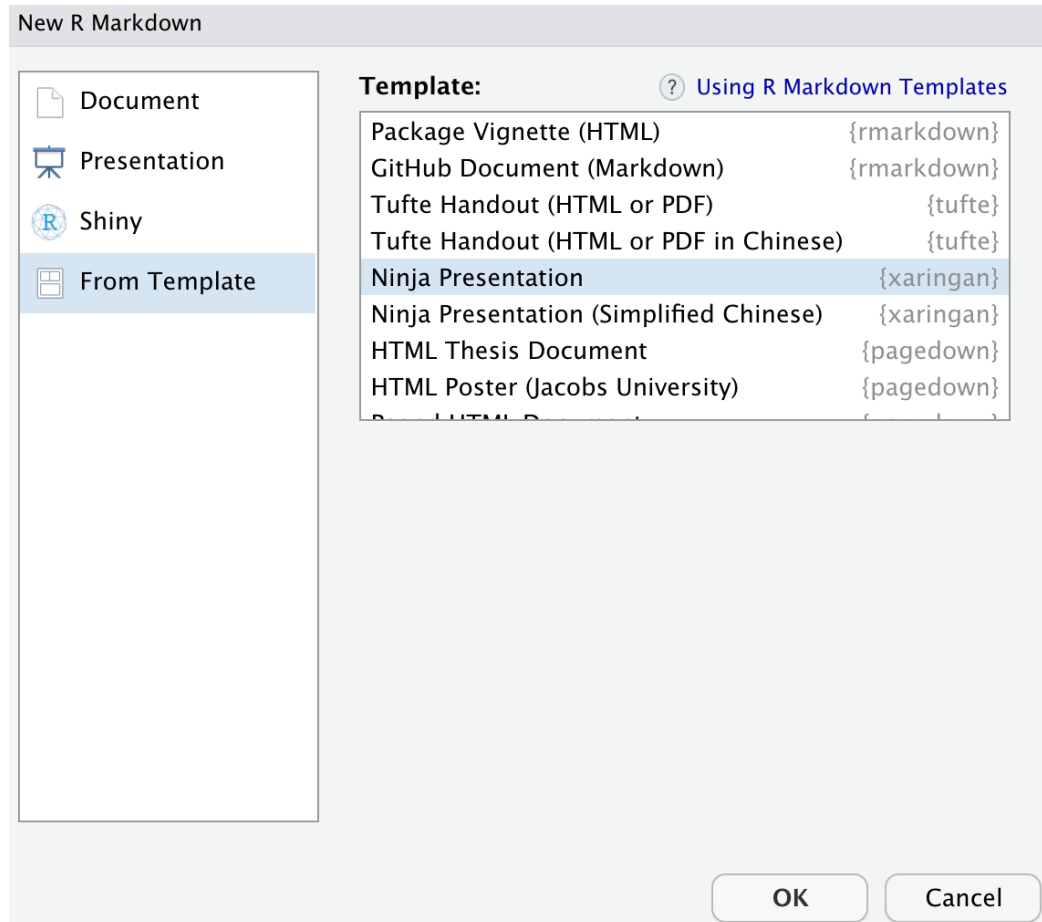 New R Markdown
Document
Presentation
R Shiny
From Template
Template: ? Using R Markdown Templates
Package Vignette (HTML) {rmarkdown}
GitHub Document (Markdown) {rmarkdown}
Tufte Handout (HTML or PDF) {tufte}
Tufte Handout (HTML or PDF in Chinese) {tufte}
Ninja Presentation {xaringan}
Ninja Presentation (Simplified Chinese) {xaringan}
HTML Thesis Document {pagedown}
HTML Poster (Jacobs University) {pagedown}
OK Cancel